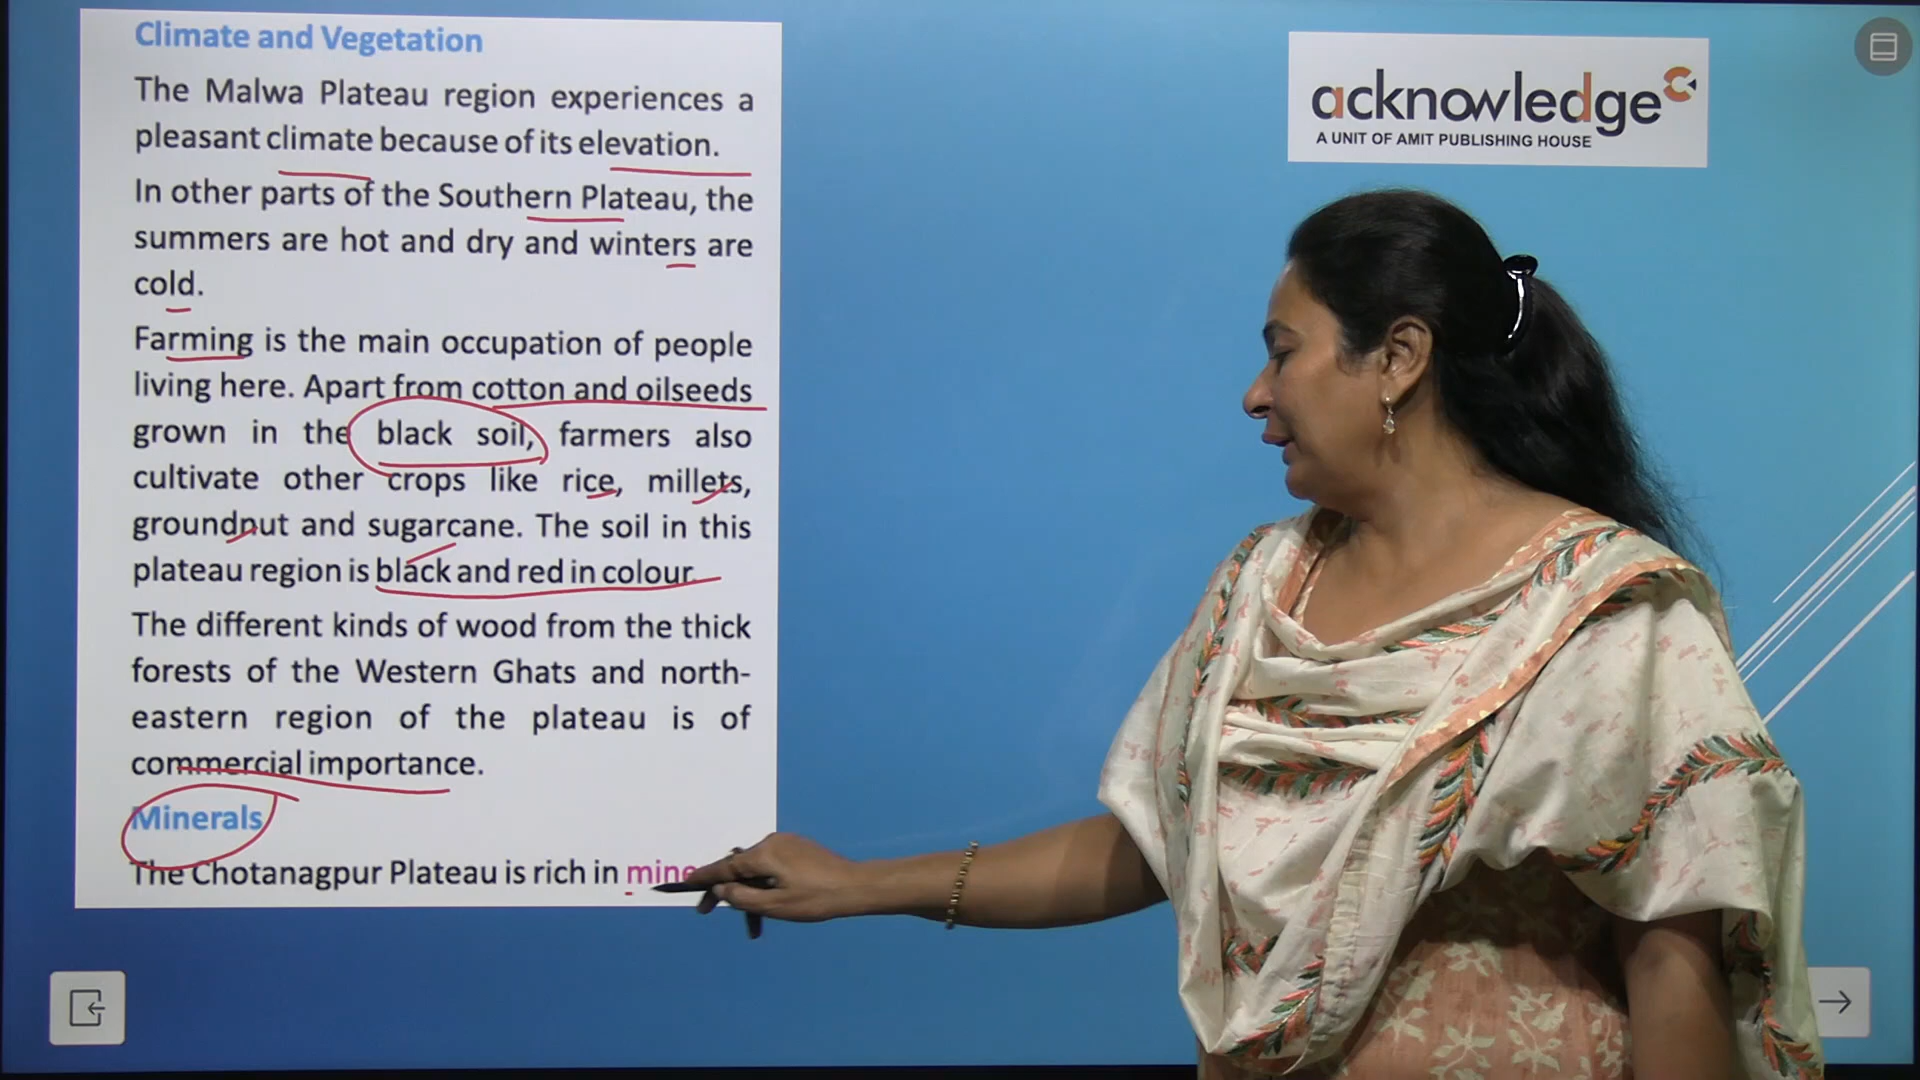 Climate and Vegetation
The Malwa Plateau region experiences a
pleasant climate because of its elevation.
In other parts of the Southern Plateau, the
summers are hot and dry and winters are
cold.
Farming is the main occupation of people
living here. Apart from cotton and oilseeds
grown in the black soil, farmers also
cultivate other crops like rice, millets,
groundnut and sugarcane. The soil in this
plateau region is black and red in colour.
The different kinds of wood from the thick
forests of the Western Ghats and north-
eastern region of the plateau is of
commercial importance.
Minerals
The Chotanagpur Plateau is rich in
acknowledge
A UNIT OF AMIT PUBLISHING HOUSE